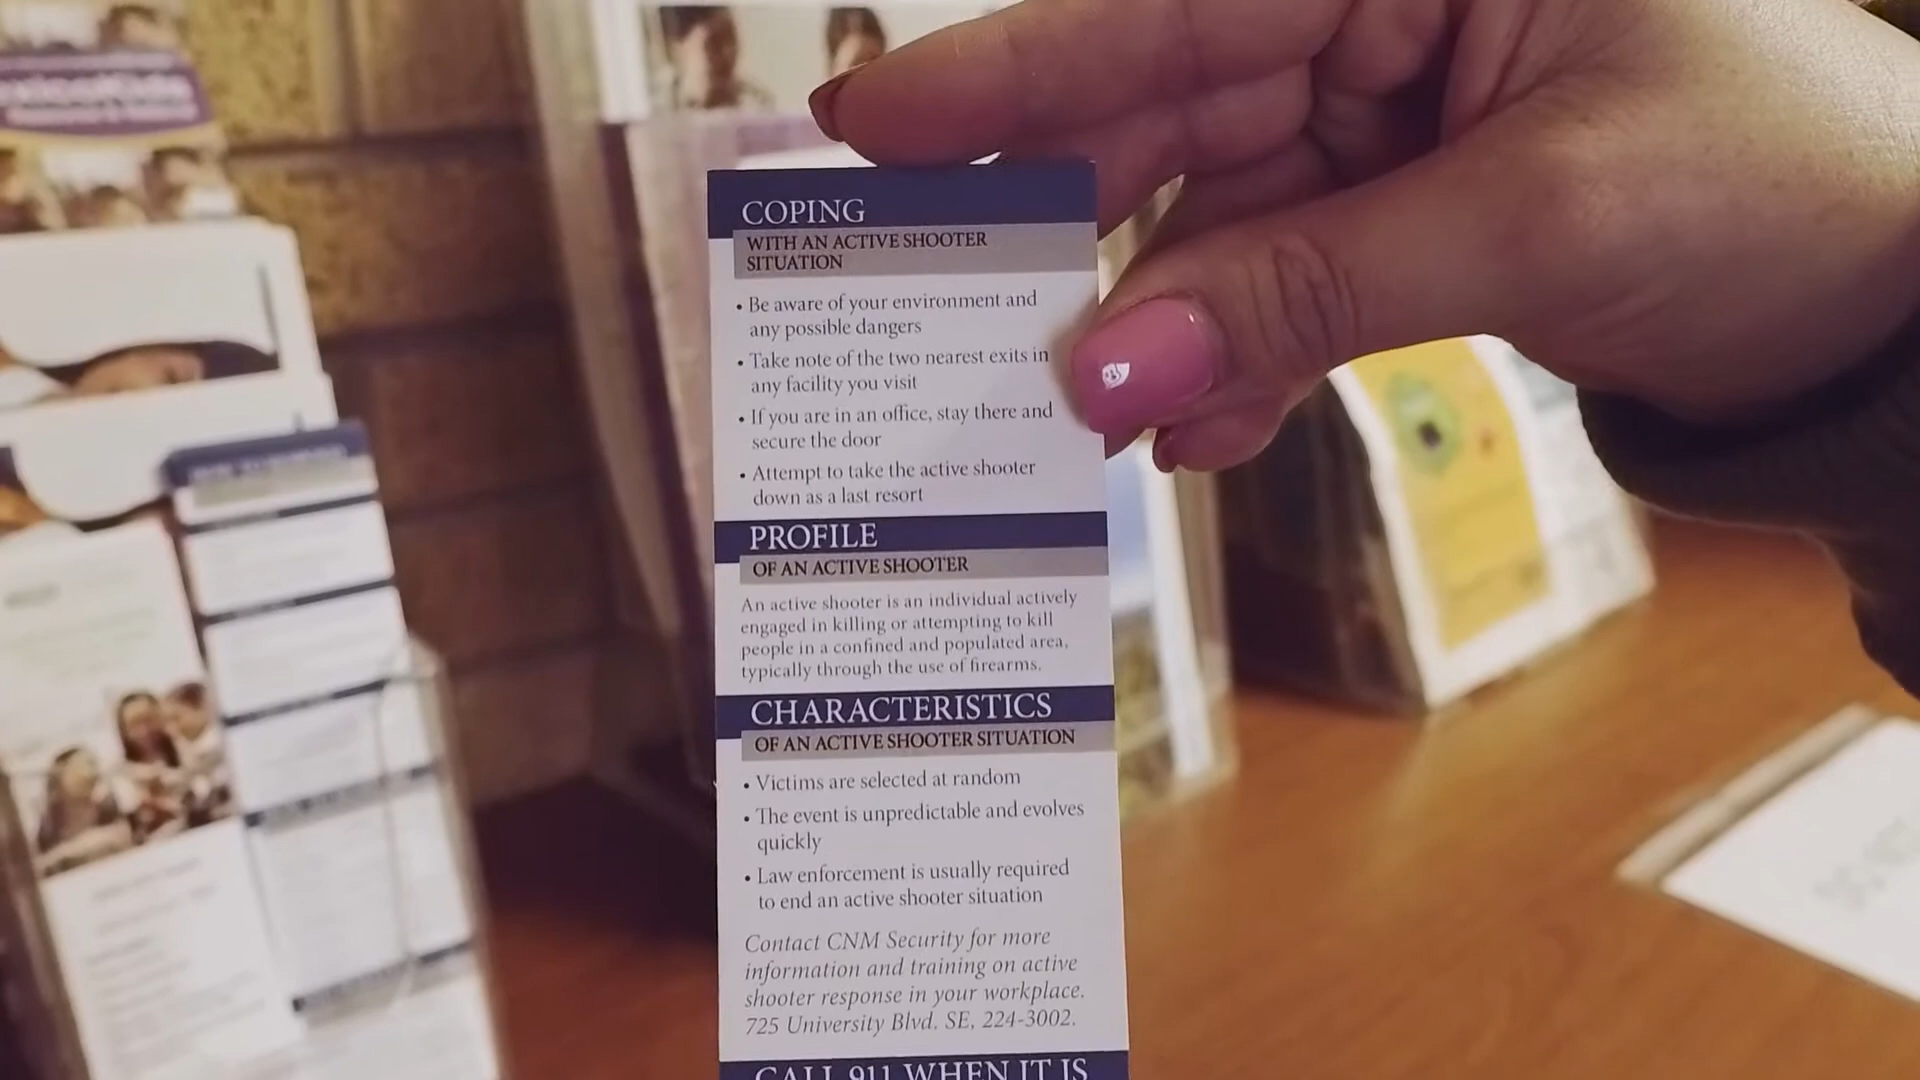 COPING
WITH AN ACTIVE SHOOTER
SITUATION
• Be aware of your environment and
any possible dangers
• Take note of the two nearest exits in
any facility you visit
• If you are in an office, stay there and
secure the door
• Attempt to take the active shooter
down as a last resort
PROFILE
OF AN ACTIVE SHOOTER
An active shooter is an individual actively
engaged in killing or attempting to kill
people in a confined and populated area,
typically through the use of firearms.
CHARACTERISTICS
OF AN ACTIVE SHOOTER SITUATION
• Victims are selected at random
• The event is unpredictable and evolves
quickly
• Law enforcement is usually required
to end an active shooter situation
Contact CNM Security for more
information and training on active
shooter response in your workplace.
725 University Blvd. SE, 224-3002.
CALL 911 WHEN IT IS